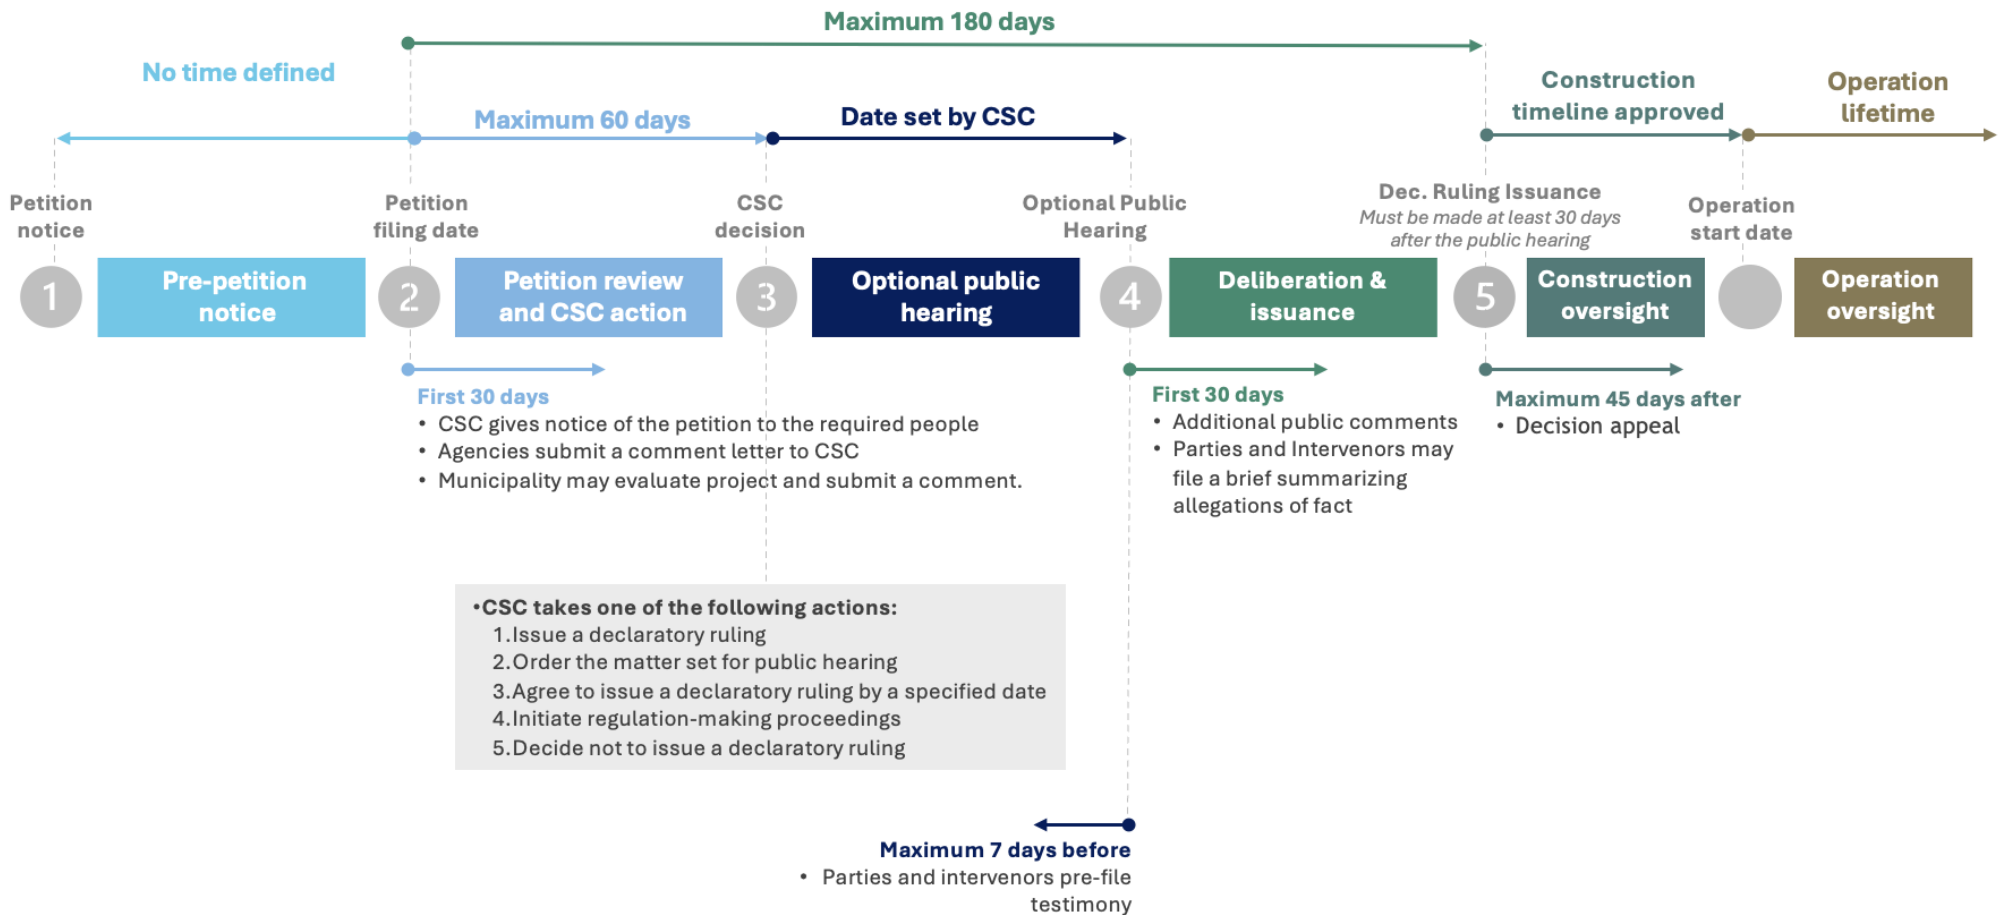 Maximum 180 days
No time defined
Construction
timeline approved
Operation
lifetime
Maximum 60 days
Date set by CSC
Petition
notice
Petition
filing date
CSC
decision
Optional Public
Hearing
Dec. Ruling Issuance
Must be made at least 30 days
after the public hearing
Operation
start date
1
Pre-petition
notice
2
Petition review
and CSC action
3
Optional public
hearing
4
Deliberation &
issuance
5
Construction
oversight
Operation
oversight
First 30 days
• CSC gives notice of the petition to the required people
• Agencies submit a comment letter to CSC
• Municipality may evaluate project and submit a comment.
First 30 days
• Additional public comments
• Parties and Intervenors may
file a brief summarizing
allegations of fact
Maximum 45 days after
• Decision appeal
•CSC takes one of the following actions:
1.Issue a declaratory ruling
2.Order the matter set for public hearing
3.Agree to issue a declaratory ruling by a specified date
4.Initiate regulation-making proceedings
5.Decide not to issue a declaratory ruling
Maximum 7 days before
• Parties and intervenors pre-file
testimony